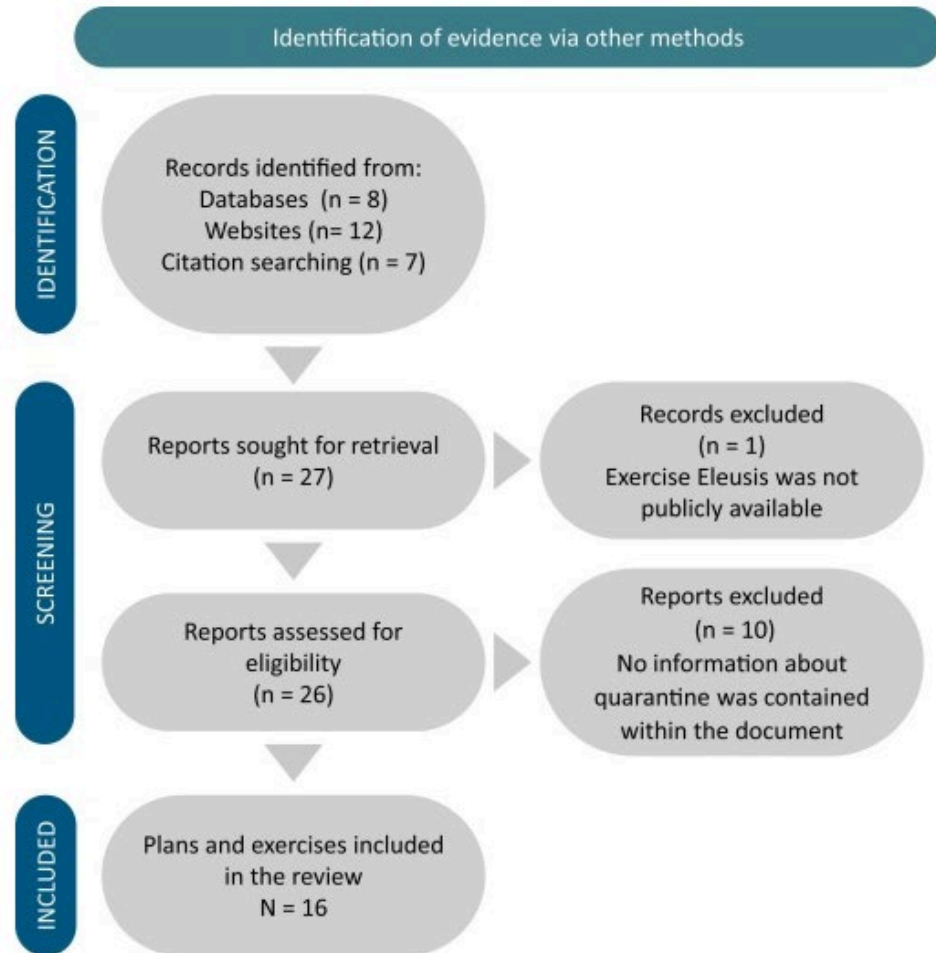 Identification of evidence via other methods
IDENTIFICATION
Records identified from:
Databases (n = 8)
Websites (n= 12)
Citation searching (n = 7)
SCREENING
Reports sought for retrieval
(n = 27)
Records excluded
(n = 1)
Exercise Eleusis was not
publicly available
Reports assessed for
eligibility
(n = 26)
Reports excluded
(n = 10)
No information about
quarantine was contained
within the document
INCLUDED
Plans and exercises included
in the review
N = 16